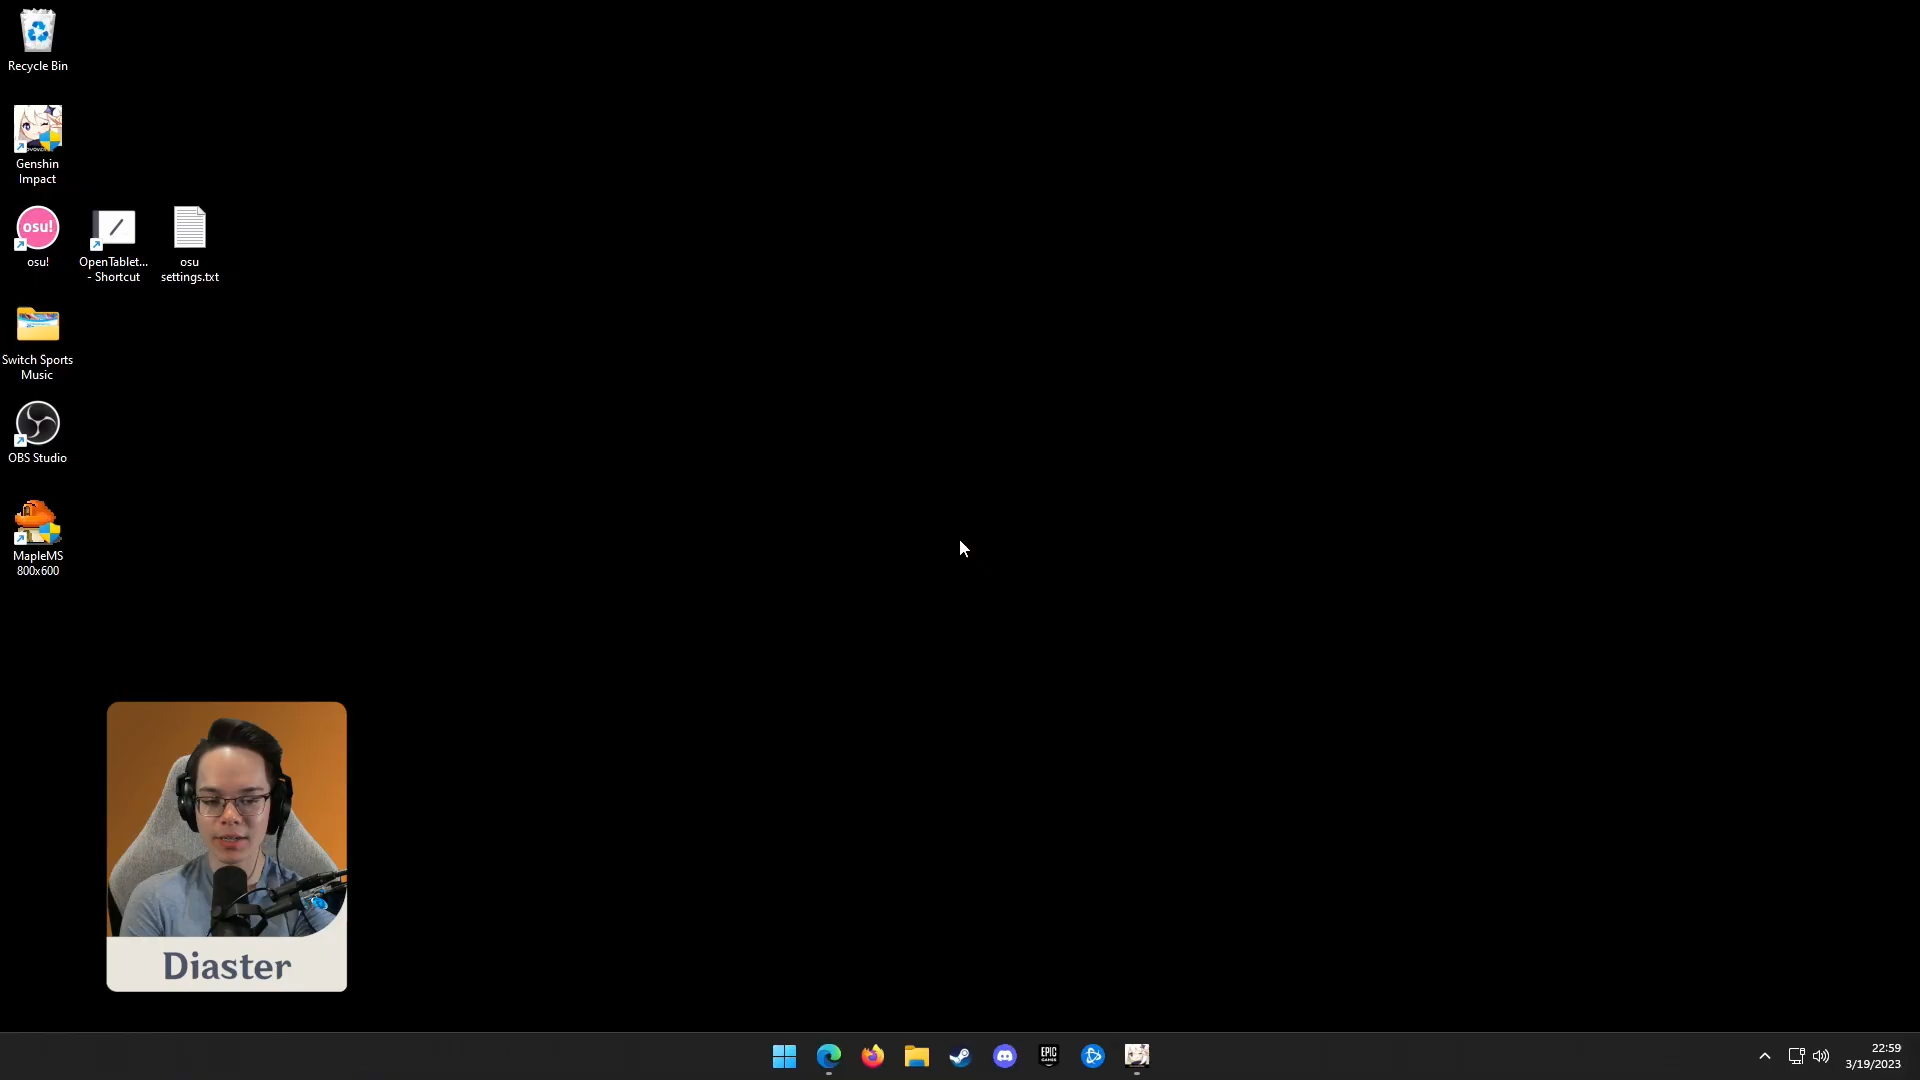 Recycle Bin
Genshin
Impact
osu!
osu!
OpenTablet...
- Shortcut
osu
settings.txt
Switch Sports
Music
OBS Studio
MapleMS
800x600
Diaster
EPIC
GAMES
22:59
3/19/2023